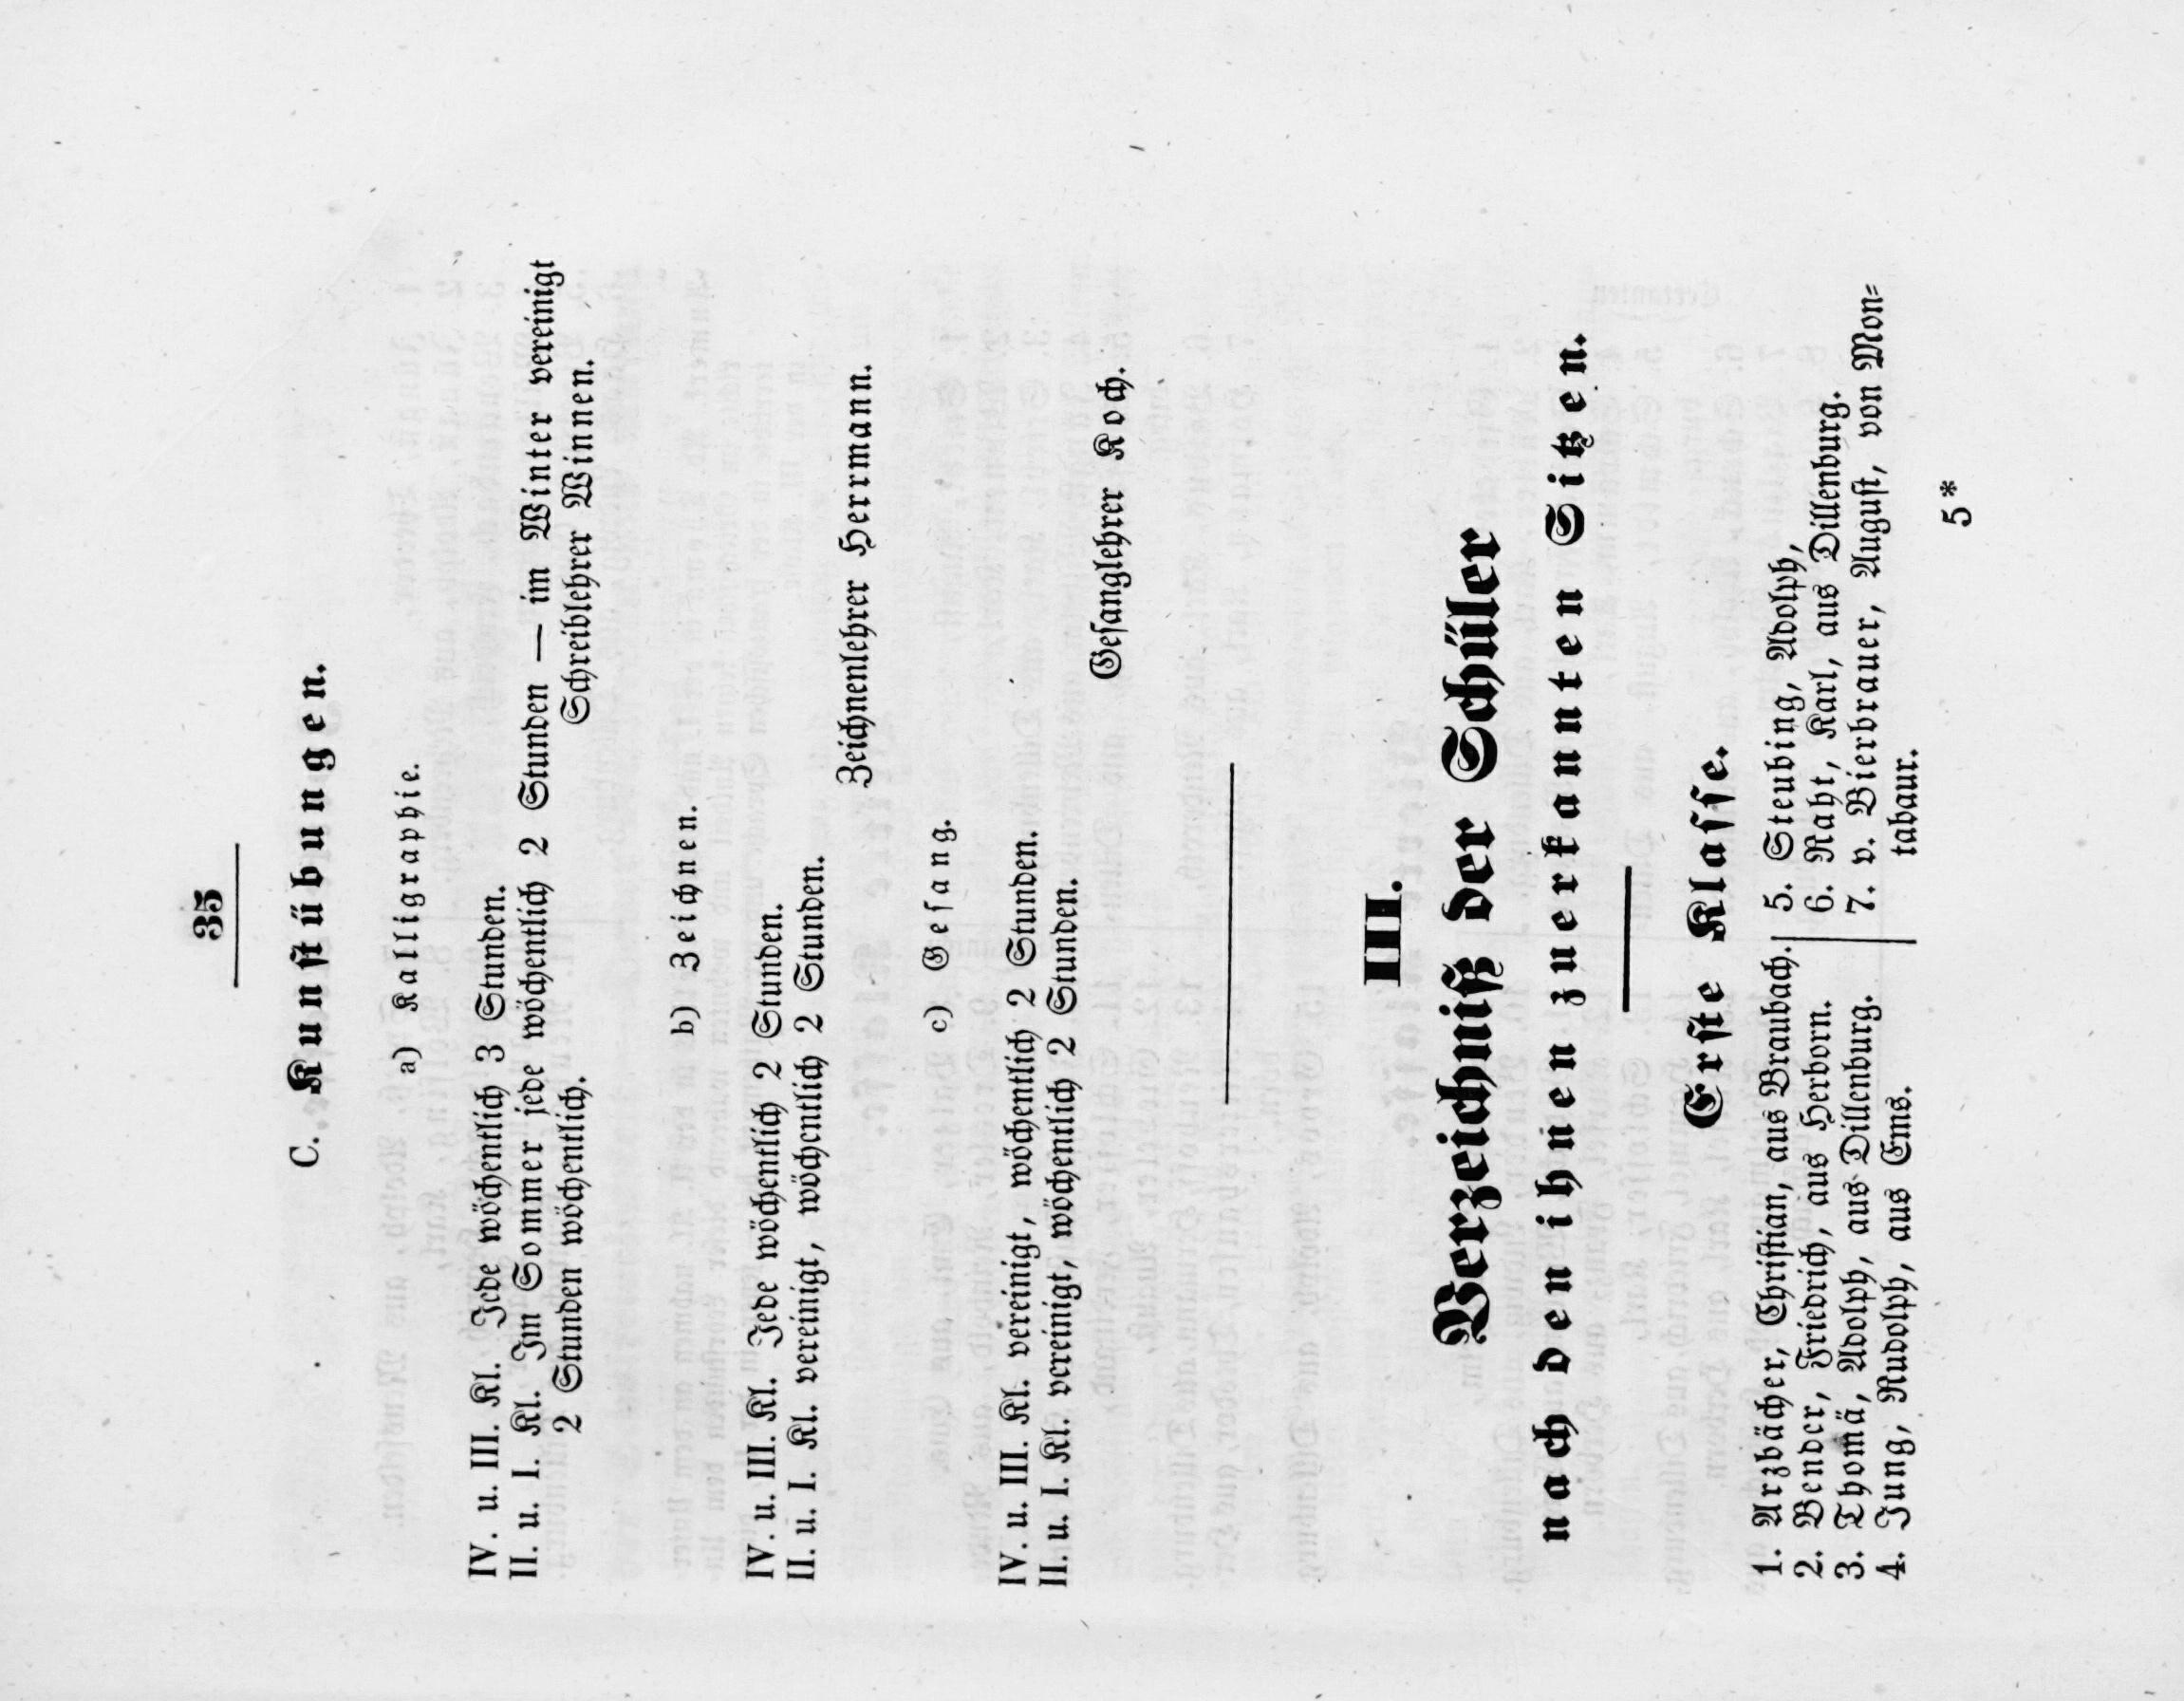 35
C. Kunstübungen.
a) Kalligraphie.
IV. u. III. Kl. Jede wöchentlich 3 Stunden.
II. u. I. Kl. Im Sommer jede wöchentlich 2 Stunden — im Winter vereinigt
2 Stunden wöchentlich. Schreiblehrer Winnen.
b) Zeichnen.
IV. u. III. Kl. Jede wöchentlich 2 Stunden.
II. u. I. Kl. vereinigt, wöchentlich 2 Stunden.
Zeichnenlehrer Herrmann.
c) Gesang.
IV. u. III. Kl. vereinigt, wöchentlich 2 Stunden.
II. u. I. Kl. vereinigt, wöchentlich 2 Stunden.
Gesanglehrer Koch.
III.
Verzeichniß der Schüler
nach den ihnen zuerkannten Sitzen.
Erste Klasse.
1. Arzbächer, Christian, aus Braubach.
2. Bender, Friedrich, aus Herborn.
3. Thomä, Adolph, aus Dillenburg.
4. Jung, Rudolph, aus Ems.
5. Steubing, Adolph,
6. Raht, Karl, aus Dillenburg.
7. v. Bierbrauer, August, von Mon=
tabaur.
5*